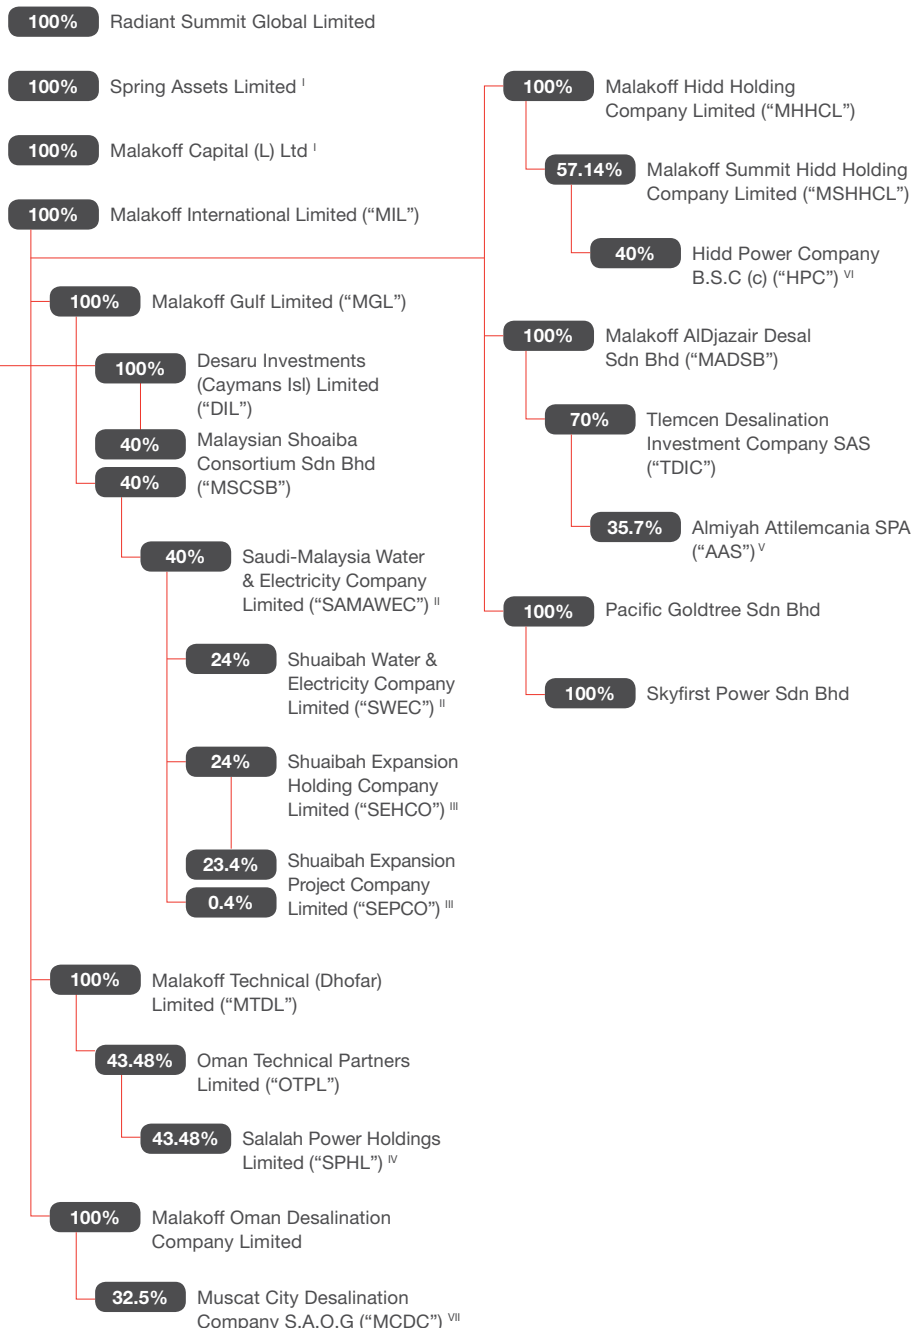 100% Radiant Summit Global Limited
100% Spring Assets Limited I
100% Malakoff Capital (L) Ltd I
100% Malakoff International Limited (“MIL”)
100% Malakoff Gulf Limited (“MGL”)
100% Desaru Investments
(Caymans Isl) Limited
(“DIL”)
40% Malaysian Shoaiba
Consortium Sdn Bhd
40% (“MSCSB”)
40% Saudi-Malaysia Water
& Electricity Company
Limited (“SAMAWEC”) II
24% Shuaibah Water &
Electricity Company
Limited (“SWEC”) II
24% Shuaibah Expansion
Holding Company
Limited (“SEHCO”) III
23.4% Shuaibah Expansion
Project Company
0.4% Limited (“SEPCO”) III
100% Malakoff Technical (Dhofar)
Limited (“MTDL”)
43.48% Oman Technical Partners
Limited (“OTPL”)
43.48% Salalah Power Holdings
Limited (“SPHL”) IV
100% Malakoff Oman Desalination
Company Limited
32.5% Muscat City Desalination
Company S.A.O.G (“MCDC”) VII
100% Malakoff Hidd Holding
Company Limited (“MHHCL”)
57.14% Malakoff Summit Hidd Holding
Company Limited (“MSHHCL”)
40% Hidd Power Company
B.S.C (c) (“HPC”) VI
100% Malakoff AlDjazair Desal
Sdn Bhd (“MADSB”)
70% Tlemcen Desalination
Investment Company SAS
(“TDIC”)
35.7% Almiyah Attilemcania SPA
(“AAS”) V
100% Pacific Goldtree Sdn Bhd
100% Skyfirst Power Sdn Bhd